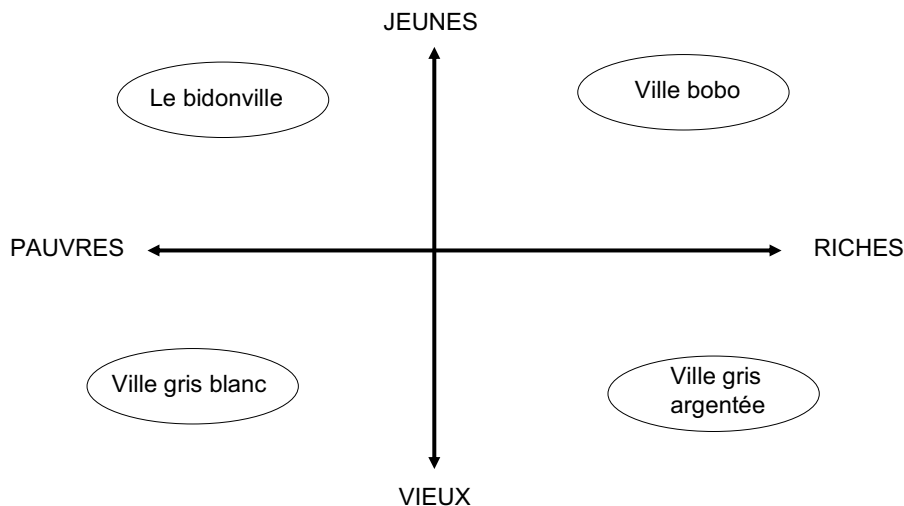 JEUNES
Le bidonville
Ville bobo
PAUVRES
RICHES
Ville gris blanc
Ville gris
argentée
VIEUX